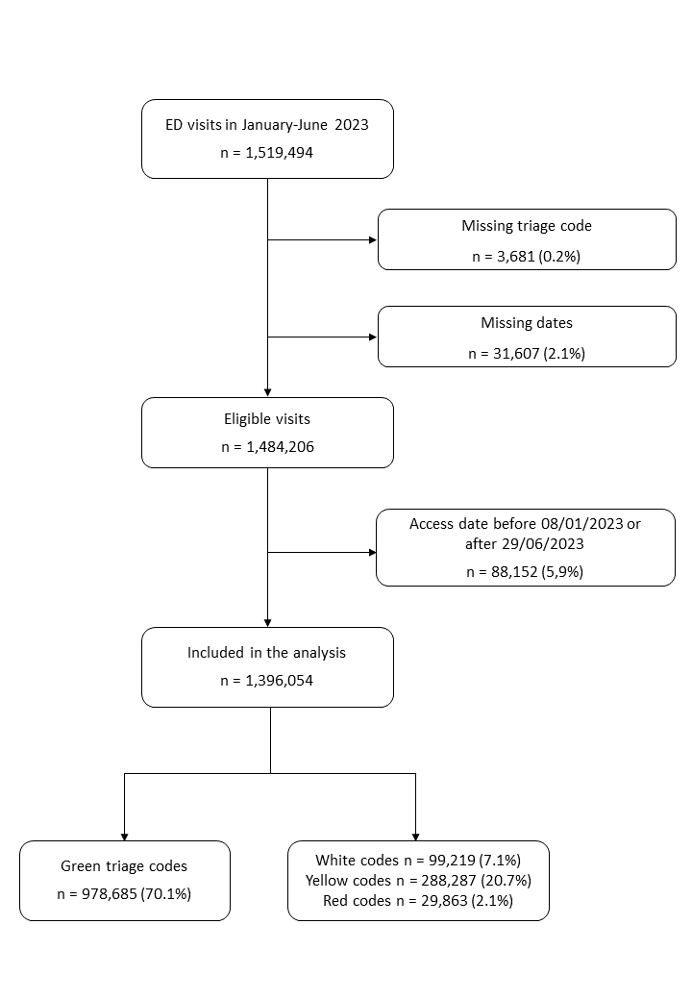 ED visits in January-June 2023
n = 1,519,494
Missing triage code
n = 3,681 (0.2%)
Missing dates
n = 31,607 (2.1%)
Eligible visits
n = 1,484,206
Access date before 08/01/2023 or
after 29/06/2023
n = 88,152 (5,9%)
Included in the analysis
n = 1,396,054
Green triage codes
n = 978,685 (70.1%)
White codes n = 99,219 (7.1%)
Yellow codes n = 288,287 (20.7%)
Red codes n = 29,863 (2.1%)